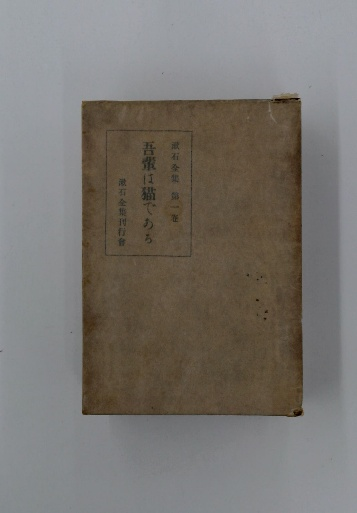 漱石全集 第一卷
吾輩は猫である
漱石全集刊行會